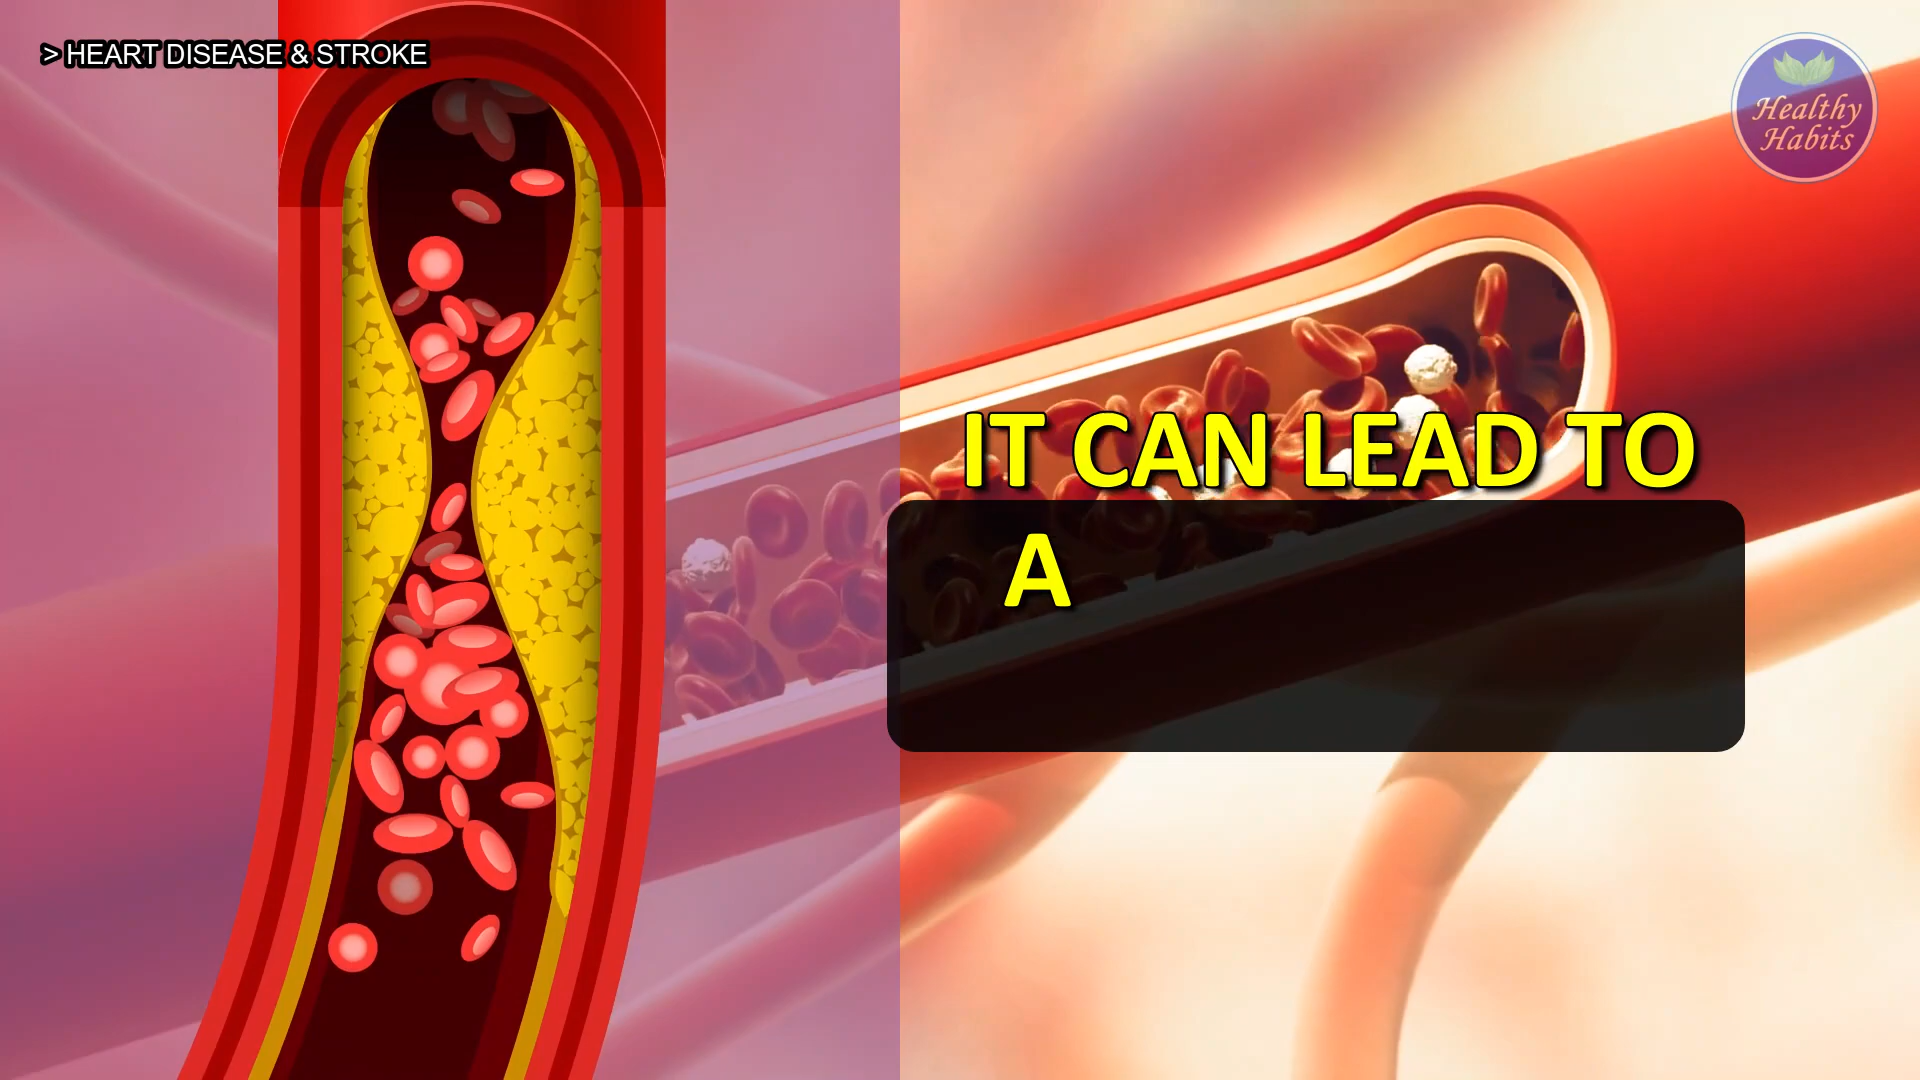 > HEART DISEASE & STROKE
Healthy
Habits
IT CAN LEAD TO
A